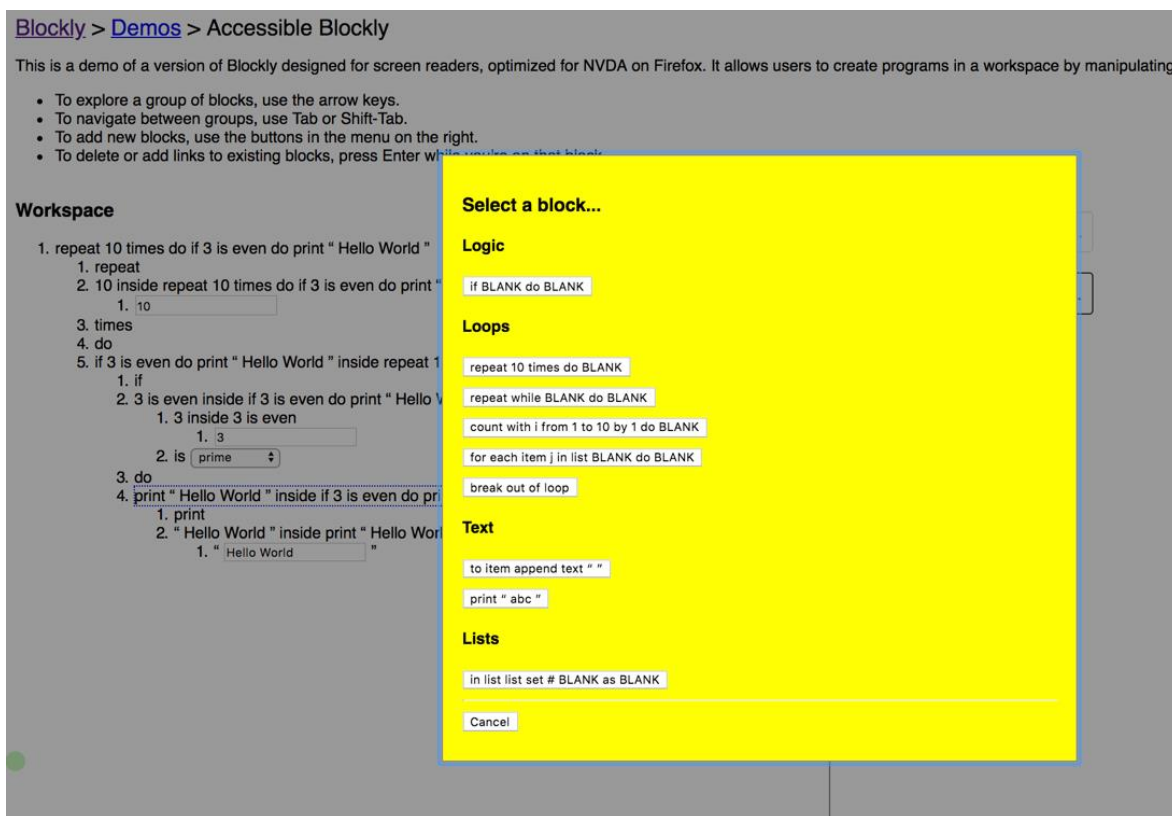 Blockly > Demos > Accessible Blockly
This is a demo of a version of Blockly designed for screen readers, optimized for NVDA on Firefox. It allows users to create programs in a workspace by manipulating
• To explore a group of blocks, use the arrow keys.
• To navigate between groups, use Tab or Shift-Tab.
• To add new blocks, use the buttons in the menu on the right.
• To delete or add links to existing blocks, press Enter while you're on that block.
Workspace
1. repeat 10 times do if 3 is even do print “ Hello World ”
1. repeat
2. 10 inside repeat 10 times do if 3 is even do print “
1. 10
3. times
4. do
5. if 3 is even do print “ Hello World ” inside repeat 1
1. if
2. 3 is even inside if 3 is even do print “ Hello
1. 3 inside 3 is even
1. 3
2. is prime
3. do
4. print “ Hello World ” inside if 3 is even do
1. print
2. “ Hello World ” inside print “ Hello
1. “ Hello World ”
Select a block...
Logic
if BLANK do BLANK
Loops
repeat 10 times do BLANK
repeat while BLANK do BLANK
count with i from 1 to 10 by 1 do BLANK
for each item j in list BLANK do BLANK
break out of loop
Text
to item append text “ ”
print “ abc ”
Lists
in list list set # BLANK as BLANK
Cancel